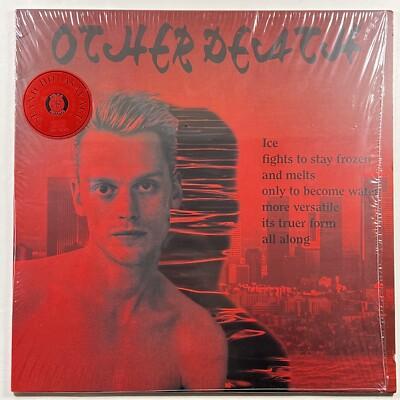 OTHER DEATH
Ice
fights to stay frozen
and melts
only to become water
more versatile
its truer form
all along